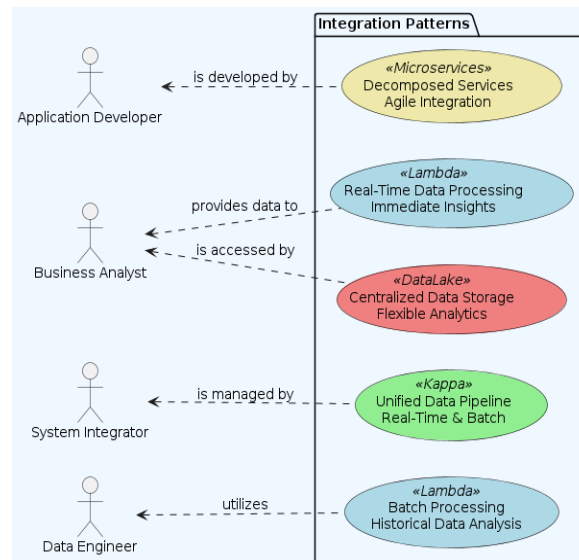 Integration Patterns
«Microservices»
Decomposed Services
Agile Integration
is developed by
Application Developer
«Lambda»
Real-Time Data Processing
Immediate Insights
provides data to
is accessed by
Business Analyst
«DataLake»
Centralized Data Storage
Flexible Analytics
«Kappa»
Unified Data Pipeline
Real-Time & Batch
is managed by
System Integrator
«Lambda»
Batch Processing
Historical Data Analysis
utilizes
Data Engineer